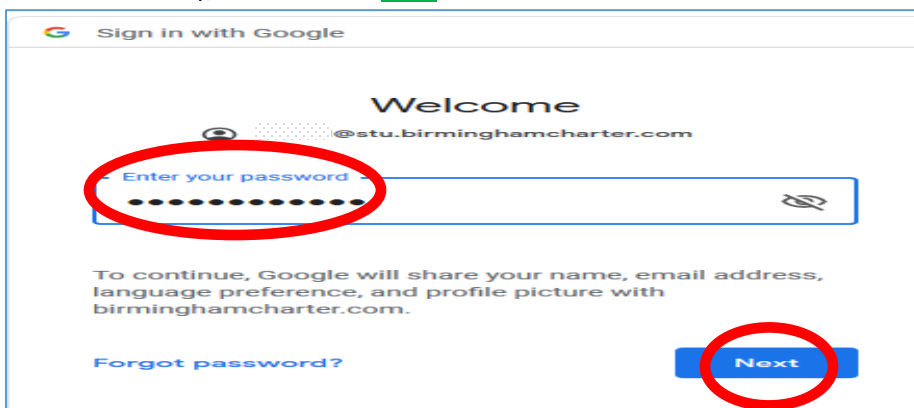 Sign in with Google
Welcome
@stu.birminghamcharter.com
Enter your password
To continue, Google will share your name, email address,
language preference, and profile picture with
birminghamcharter.com.
Forgot password?
Next